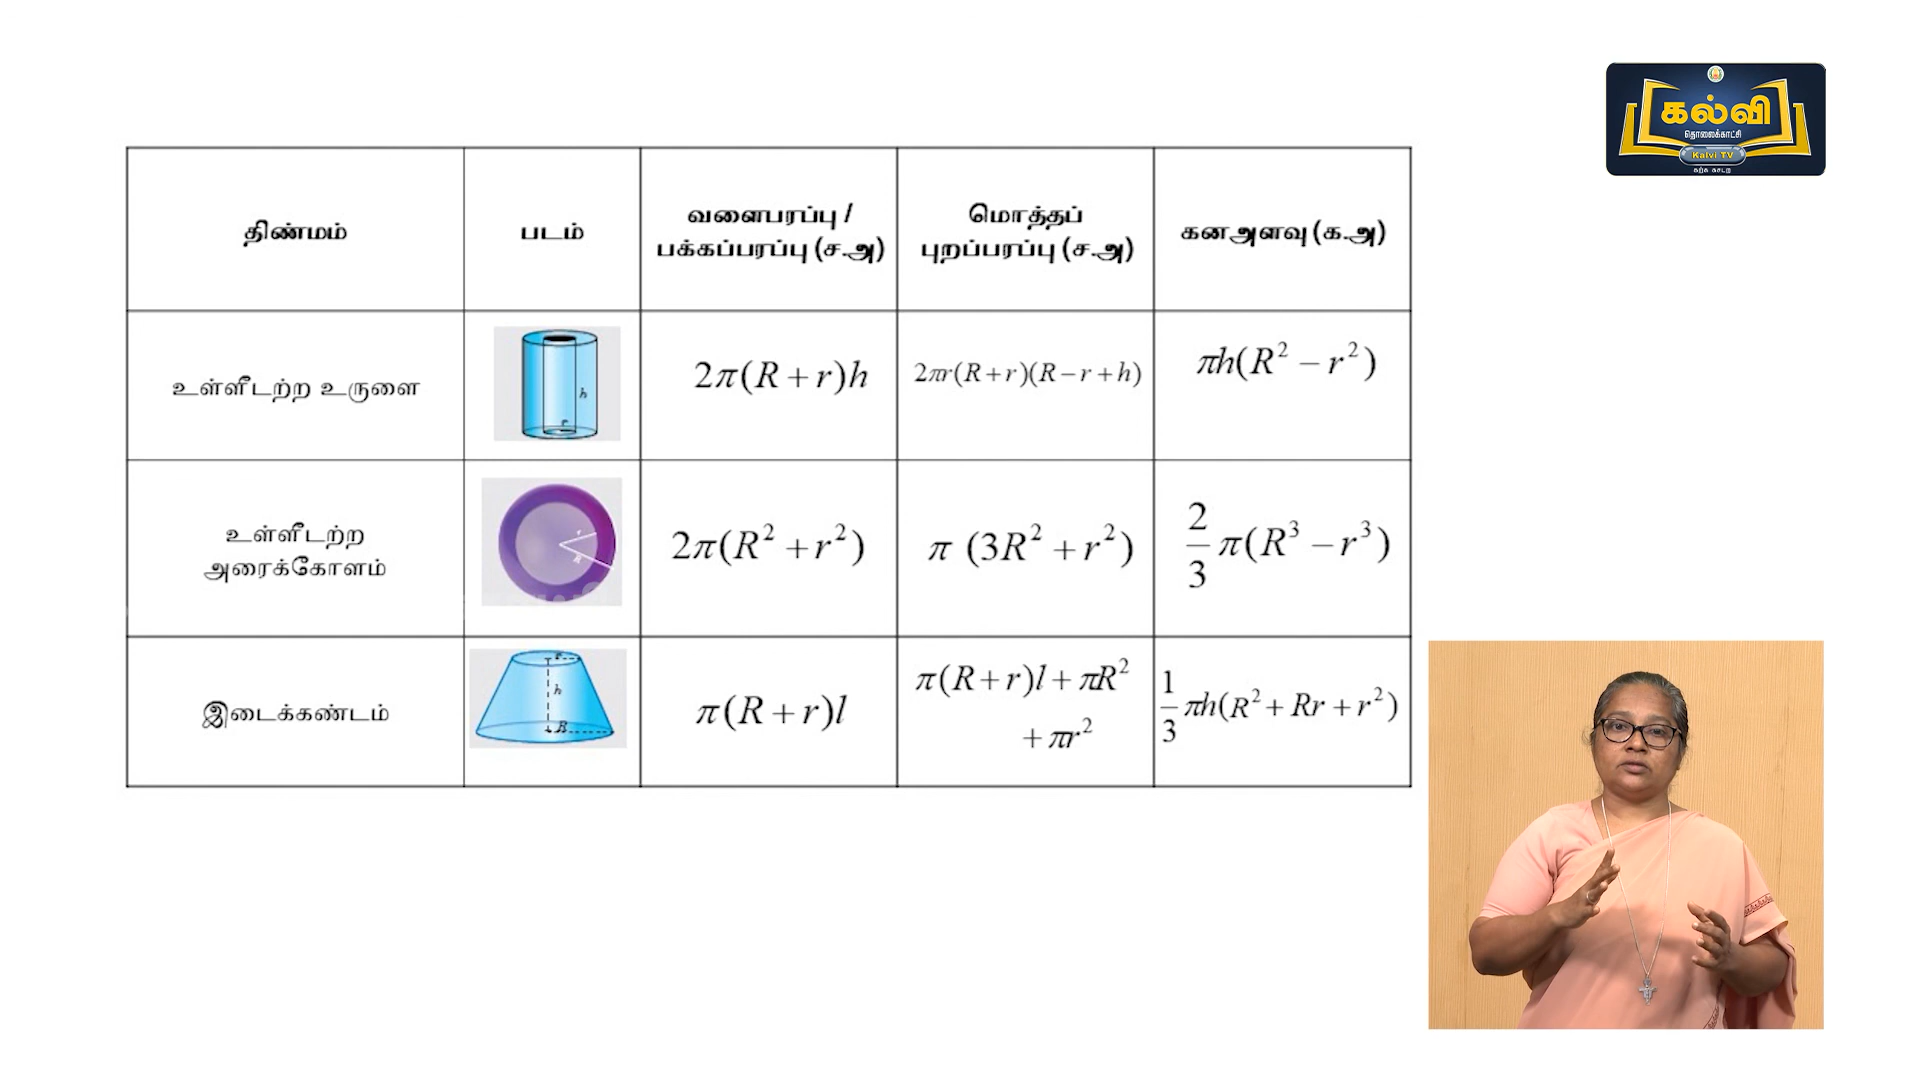 கல்வி
தொலைக்காட்சி
Kalvi TV
கற்க கசடற
திண்மம்
படம்
வளைபரப்பு /
பக்கப்பரப்பு (ச.அ)
மொத்தப்
புறப்பரப்பு (ச.அ)
கனஅளவு (க.அ)
உள்ளீடற்ற உருளை
h
r
2π(R+r)h
2πr(R+r)(R−r+h)
πh(R²−r²)
உள்ளீடற்ற
அரைக்கோளம்
r
R
2π(R²+r²)
π (3R²+r²)
2/3 π(R³−r³)
இடைக்கண்டம்
r
h
R
π(R+r)l
π(R+r)l+πR²
+πr²
1/3 πh(R²+Rr+r²)